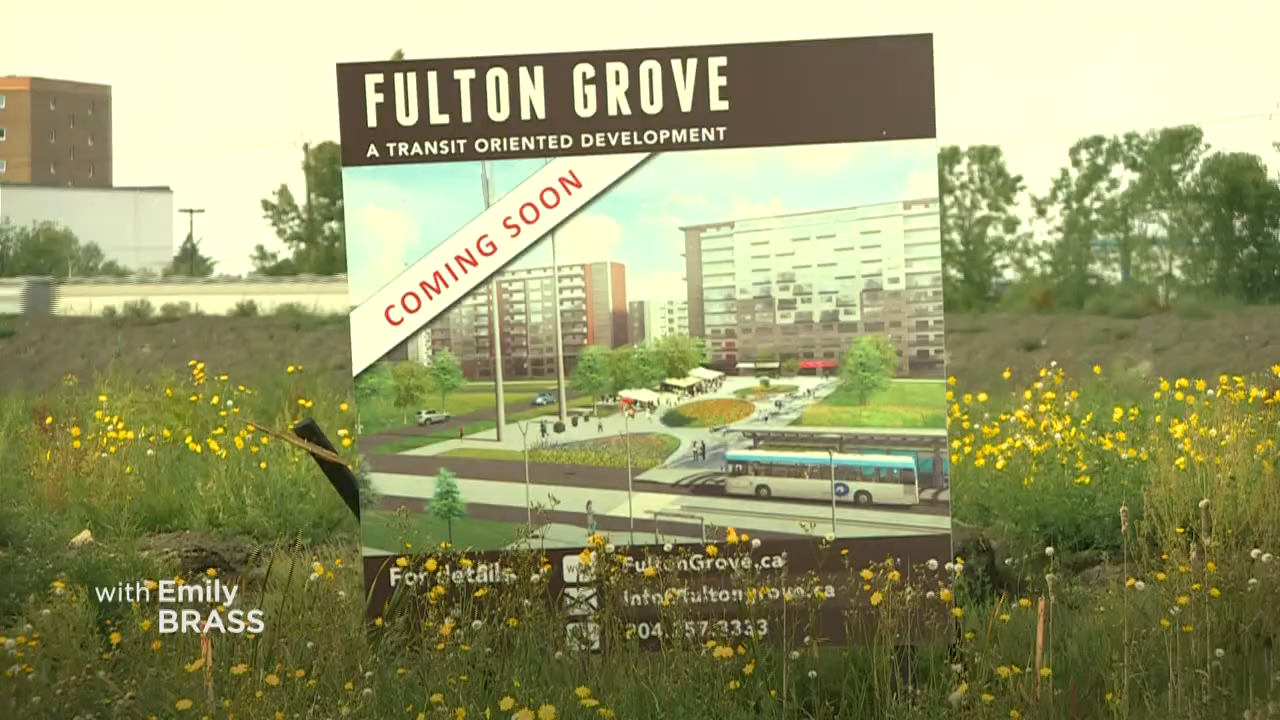 FULTON GROVE
A TRANSIT ORIENTED DEVELOPMENT
COMING SOON
For details
FultonGrove.ca
info@fultongrove.ca
with Emily
BRASS